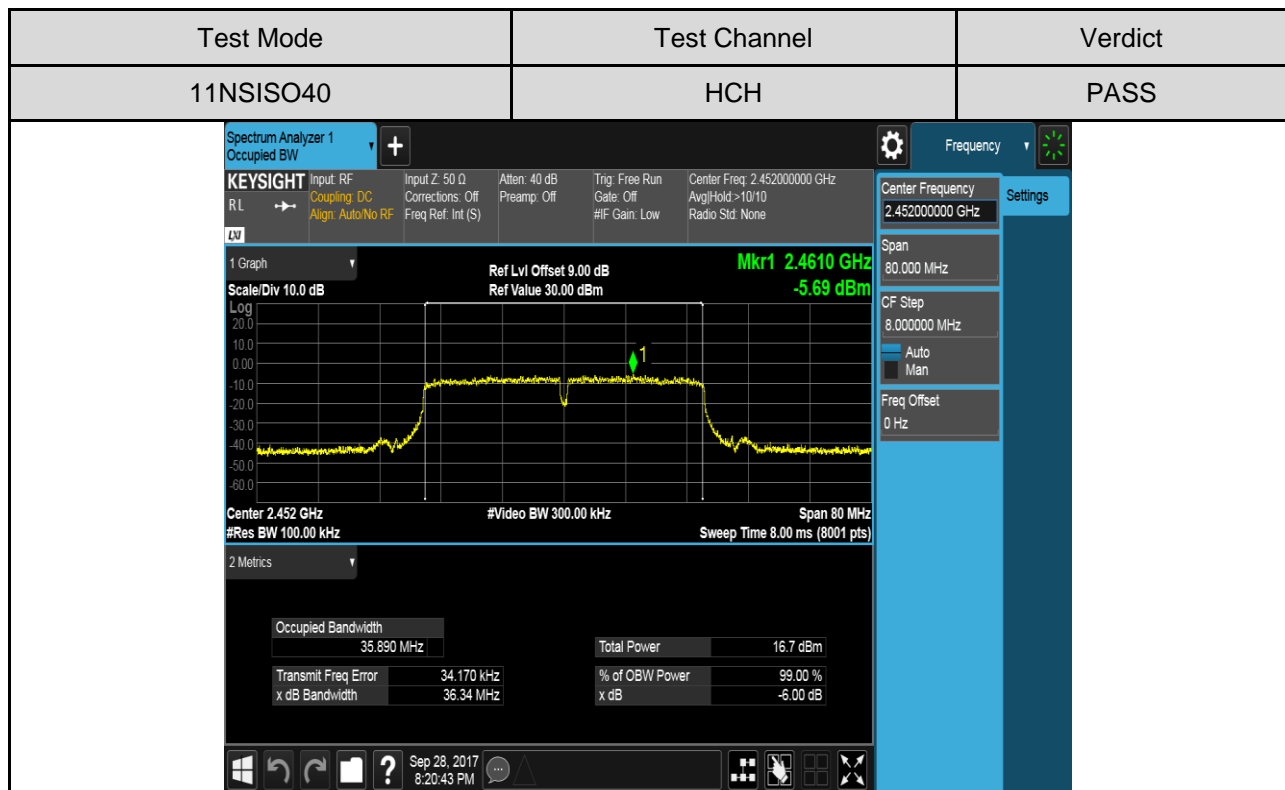 Test Mode Test Channel Verdict
11NSISO40 HCH PASS
Spectrum Analyzer 1
Occupied BW
+
Frequency
KEYSIGHT
RL
LXI
Input: RF
Coupling: DC
Align: Auto/No RF
Input Z: 50 Ω
Corrections: Off
Freq Ref: Int (S)
Atten: 40 dB
Preamp: Off
Trig: Free Run
Gate: Off
#IF Gain: Low
Center Freq: 2.452000000 GHz
Avg|Hold:>10/10
Radio Std: None
Center Frequency
2.452000000 GHz
Settings
Span
80.000 MHz
CF Step
8.000000 MHz
Auto
Man
Freq Offset
0 Hz
1 Graph
Scale/Div 10.0 dB
Ref Lvl Offset 9.00 dB
Ref Value 30.00 dBm
Mkr1 2.4610 GHz
-5.69 dBm
Log
20.0
10.0
0.00
-10.0
-20.0
-30.0
-40.0
-50.0
-60.0
1
Center 2.452 GHz #Video BW 300.00 kHz Span 80 MHz
#Res BW 100.00 kHz Sweep Time 8.00 ms (8001 pts)
2 Metrics
Occupied Bandwidth
35.890 MHz
Total Power 16.7 dBm
Transmit Freq Error 34.170 kHz % of OBW Power 99.00 %
x dB Bandwidth 36.34 MHz x dB -6.00 dB
?
Sep 28, 2017
8:20:43 PM